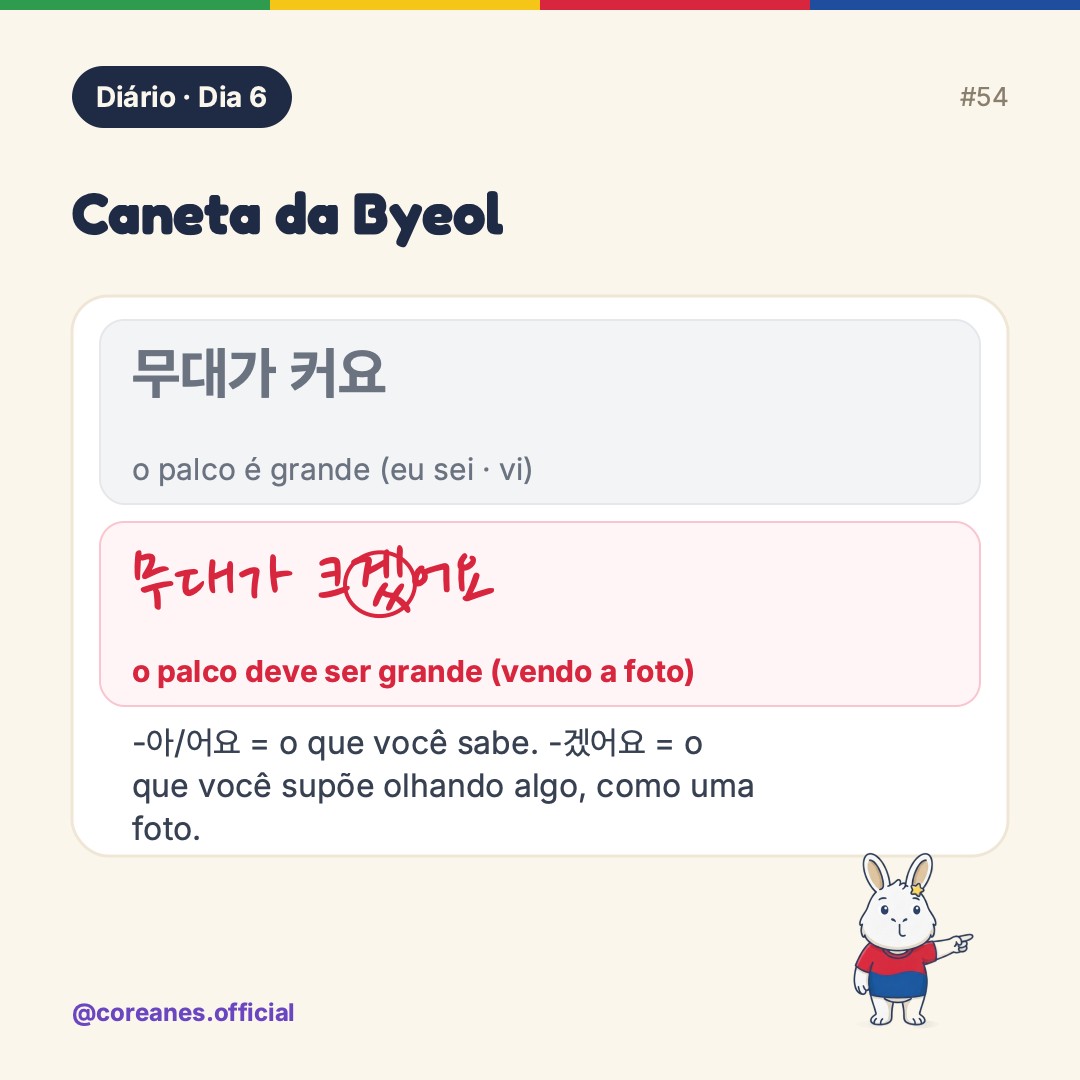 Diário · Dia 6
#54
Caneta da Byeol
무대가 커요
o palco é grande (eu sei · vi)
무대가 크겠어요
o palco deve ser grande (vendo a foto)
-아/어요 = o que você sabe. -겠어요 = o
que você supõe olhando algo, como uma
foto.
@coreanes.official